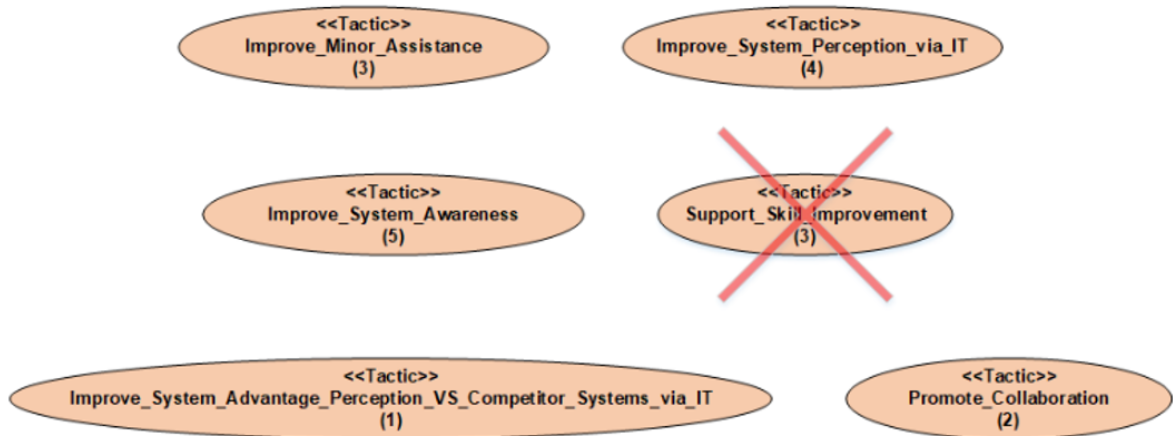 <<Tactic>>
Improve_Minor_Assistance
(3)
<<Tactic>>
Improve_System_Perception_via_IT
(4)
<<Tactic>>
Improve_System_Awareness
(5)
<<Tactic>>
Support_Skill_Improvement
(3)
<<Tactic>>
Improve_System_Advantage_Perception_VS_Competitor_Systems_via_IT
(1)
<<Tactic>>
Promote_Collaboration
(2)